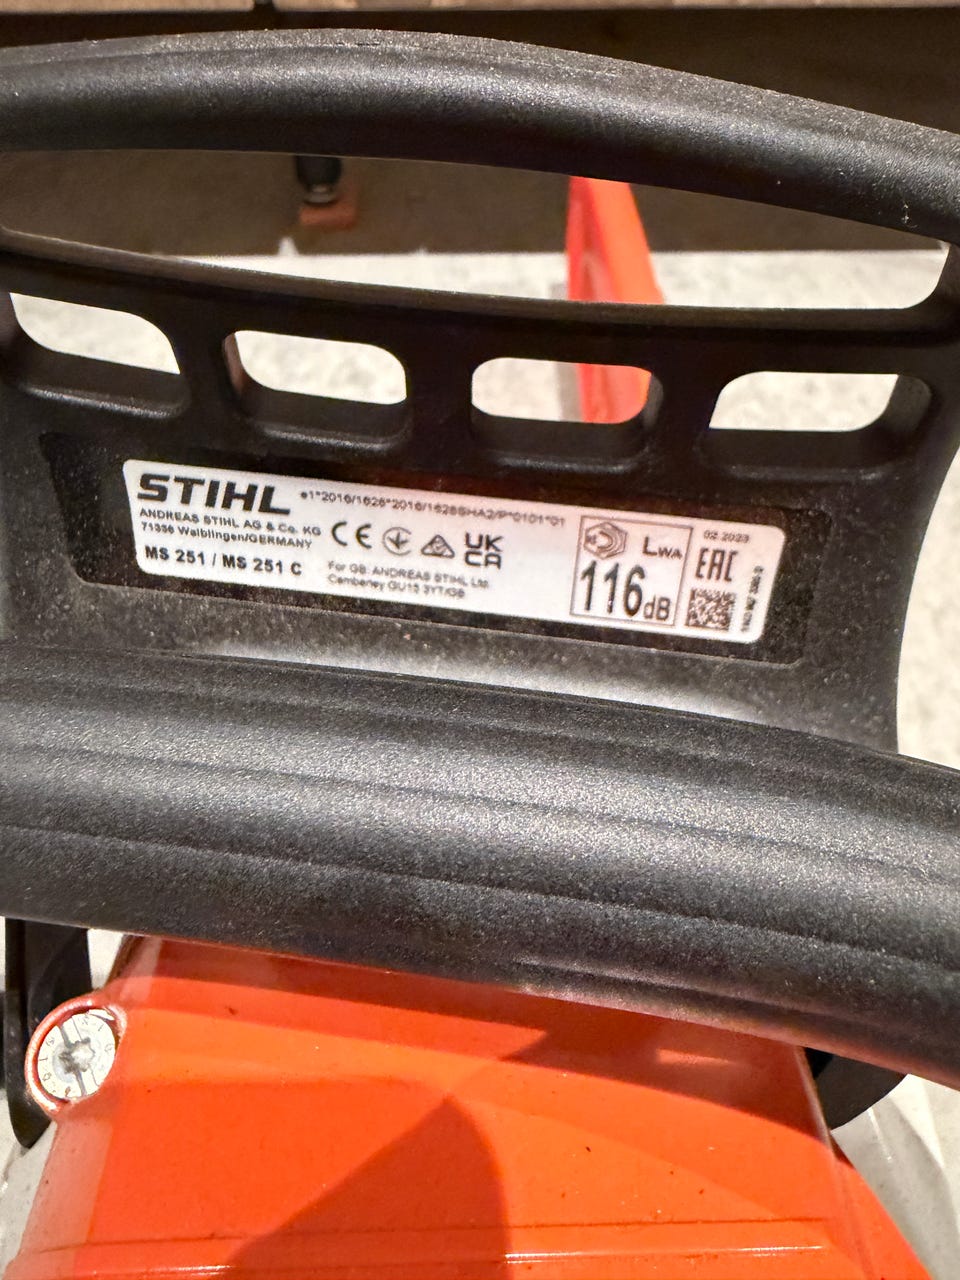 STIHL
ANDREAS STIHL AG & Co. KG
71336 Waiblingen/GERMANY
MS 251 / MS 251 C
e1*2016/1628*2016/1628SHA2/P*0101*01
CE
UK
CA
For GB: ANDREAS STIHL Ltd.
Camberley GU15 3YT/GB
LWA
116dB
02.2023
EAC